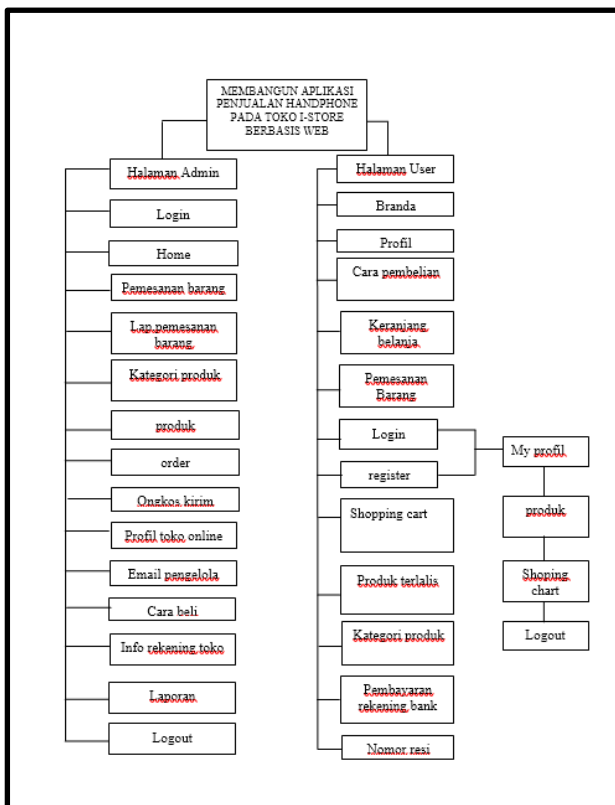 MEMBANGUN APLIKASI
PENJUALAN HANDPHONE
PADA TOKO I-STORE
BERBASIS WEB
Halaman Admin
Login
Home
Pemesanan barang
Lap.pemesanan
barang
Kategori produk
produk
order
Ongkos kirim
Profil toko online
Email pengelola
Cara beli
Info rekening toko
Laporan
Logout
Halaman User
Branda
Profil
Cara pembelian
Keranjang
belanja
Pemesanan
Barang
Login
register
Shopping cart
Produk terlalis
Kategori produk
Pembayaran
rekening bank
Nomor resi
My profil
produk
Shoping
chart
Logout